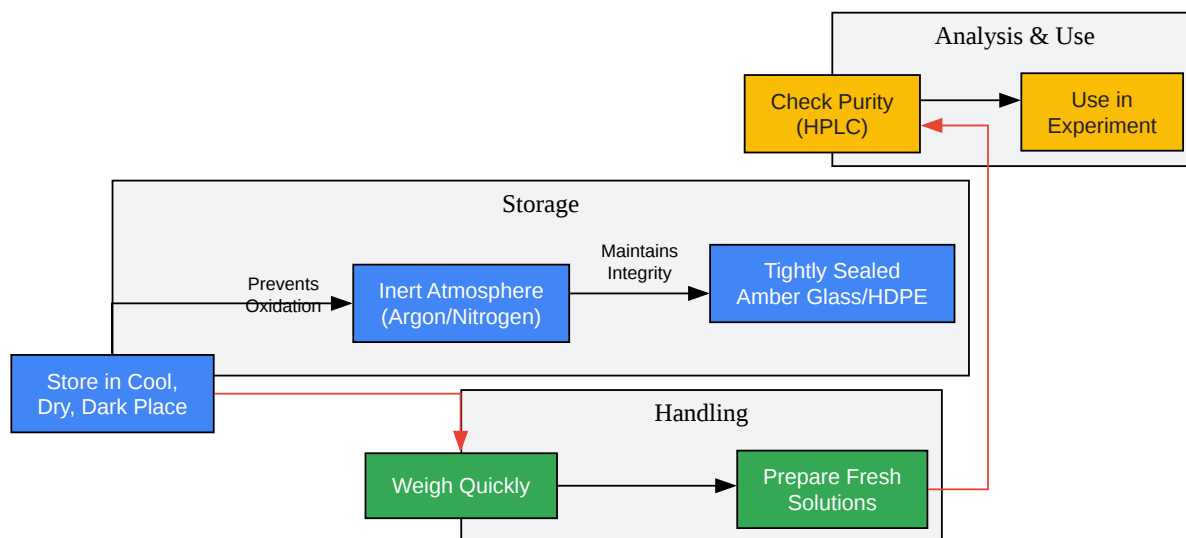 Analysis & Use
Check Purity
(HPLC)
Use in
Experiment
Storage
Prevents
Oxidation
Inert Atmosphere
(Argon/Nitrogen)
Maintains
Integrity
Tightly Sealed
Amber Glass/HDPE
Store in Cool,
Dry, Dark Place
Handling
Weigh Quickly
Prepare Fresh
Solutions